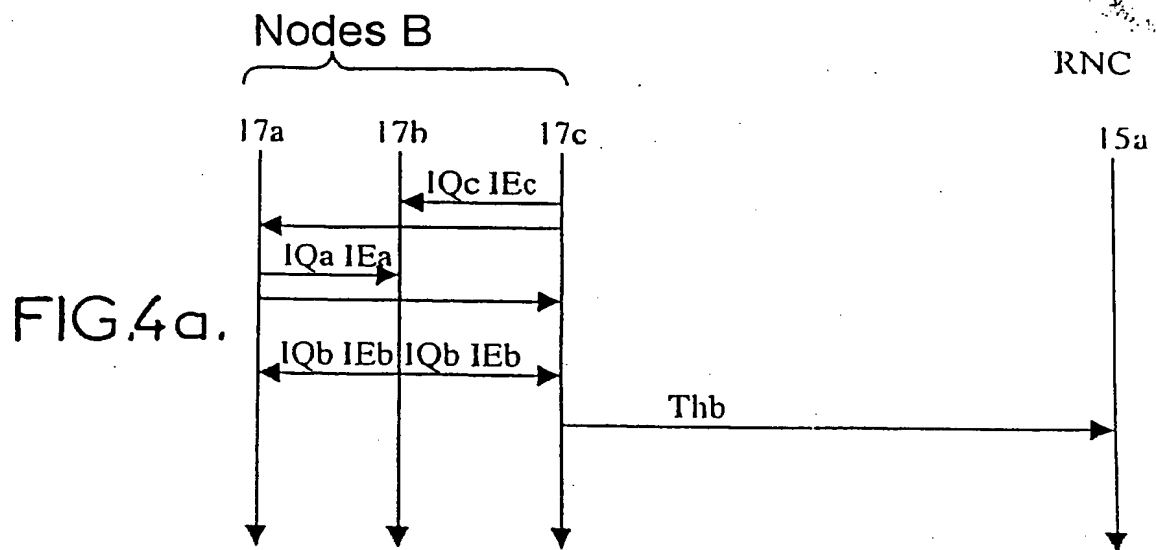 Nodes B
RNC
17a 17b 17c 15a
IQc IEc
IQa IEa
FIG.4a.
IQb IEb IQb IEb
Thb